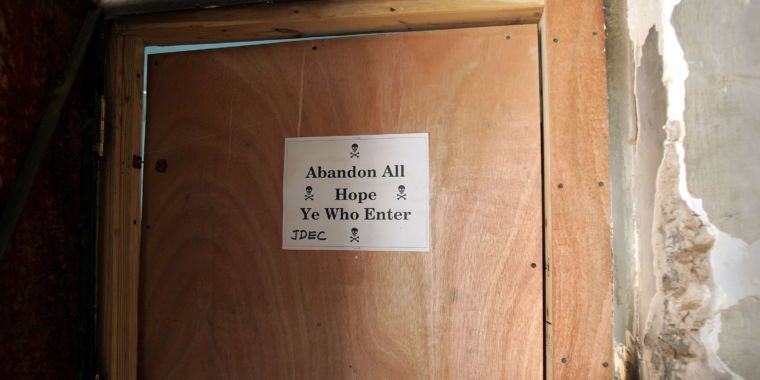 Abandon All
Hope
Ye Who Enter
JDEC